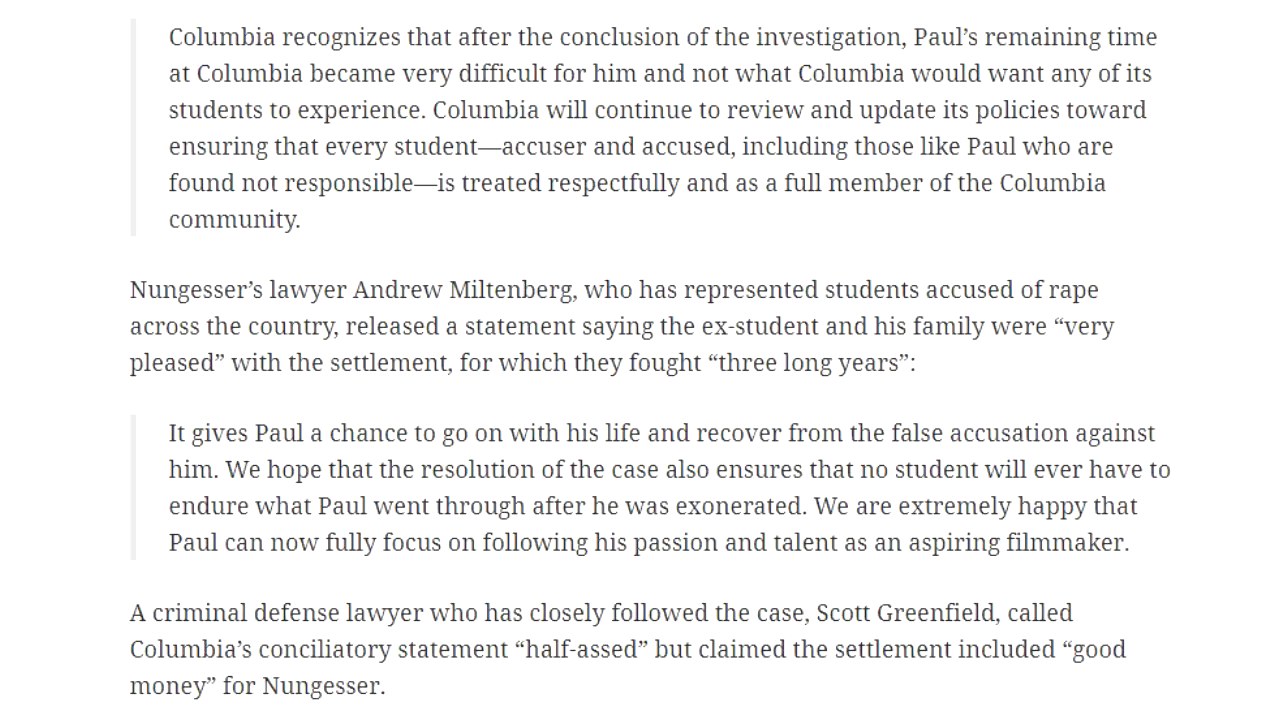 Columbia recognizes that after the conclusion of the investigation, Paul’s remaining time
at Columbia became very difficult for him and not what Columbia would want any of its
students to experience. Columbia will continue to review and update its policies toward
ensuring that every student—accuser and accused, including those like Paul who are
found not responsible—is treated respectfully and as a full member of the Columbia
community.
Nungesser’s lawyer Andrew Miltenberg, who has represented students accused of rape
across the country, released a statement saying the ex-student and his family were “very
pleased” with the settlement, for which they fought “three long years”:
It gives Paul a chance to go on with his life and recover from the false accusation against
him. We hope that the resolution of the case also ensures that no student will ever have to
endure what Paul went through after he was exonerated. We are extremely happy that
Paul can now fully focus on following his passion and talent as an aspiring filmmaker.
A criminal defense lawyer who has closely followed the case, Scott Greenfield, called
Columbia’s conciliatory statement “half-assed” but claimed the settlement included “good
money” for Nungesser.